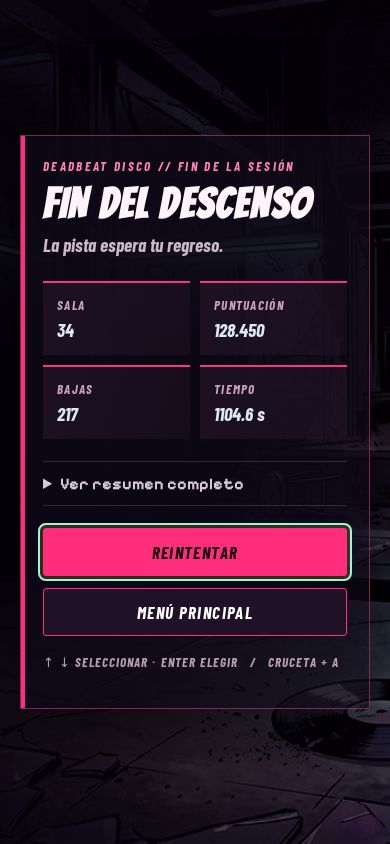 DEADBEAT DISCO // FIN DE LA SESIÓN
FIN DEL DESCENSO
La pista espera tu regreso.
SALA
34
PUNTUACIÓN
128.450
BAJAS
217
TIEMPO
1104.6 s
▶ Ver resumen completo
REINTENTAR
MENÚ PRINCIPAL
↑ ↓ SELECCIONAR · ENTER ELEGIR / CRUCETA + A